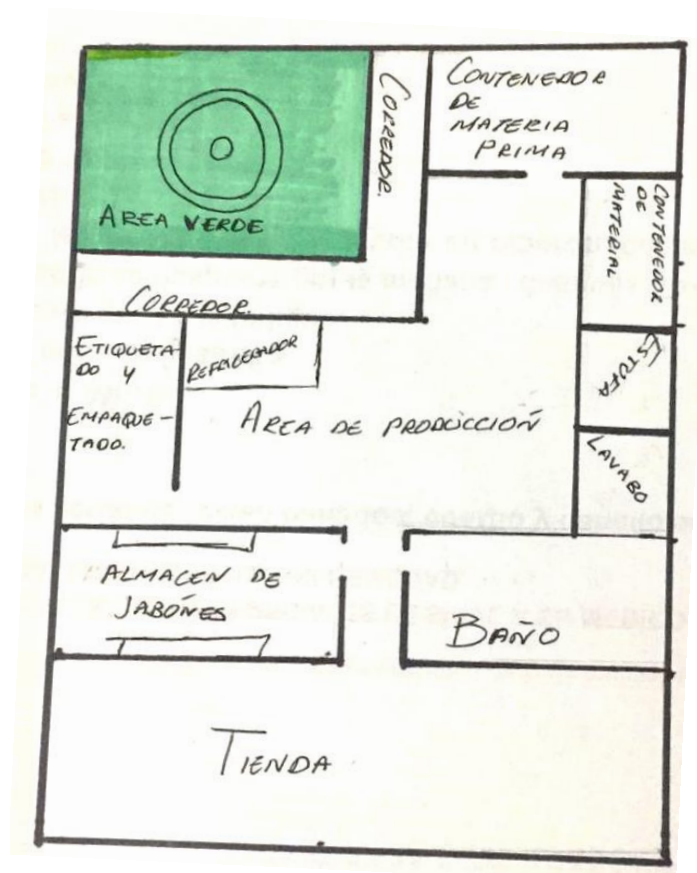 CORREDOR.
CONTENEDOR
DE
MATERIA
PRIMA
AREA VERDE
CONTENEDOR
DE
MATERIAL
CORREDOR.
ETIQUETA-
DO Y
EMPAQUE-
TADO.
REFRIGERADOR
ESTUFA
AREA DE PRODUCCIÓN
LAVABO
ALMACEN DE
JABONES
BAÑO
TIENDA